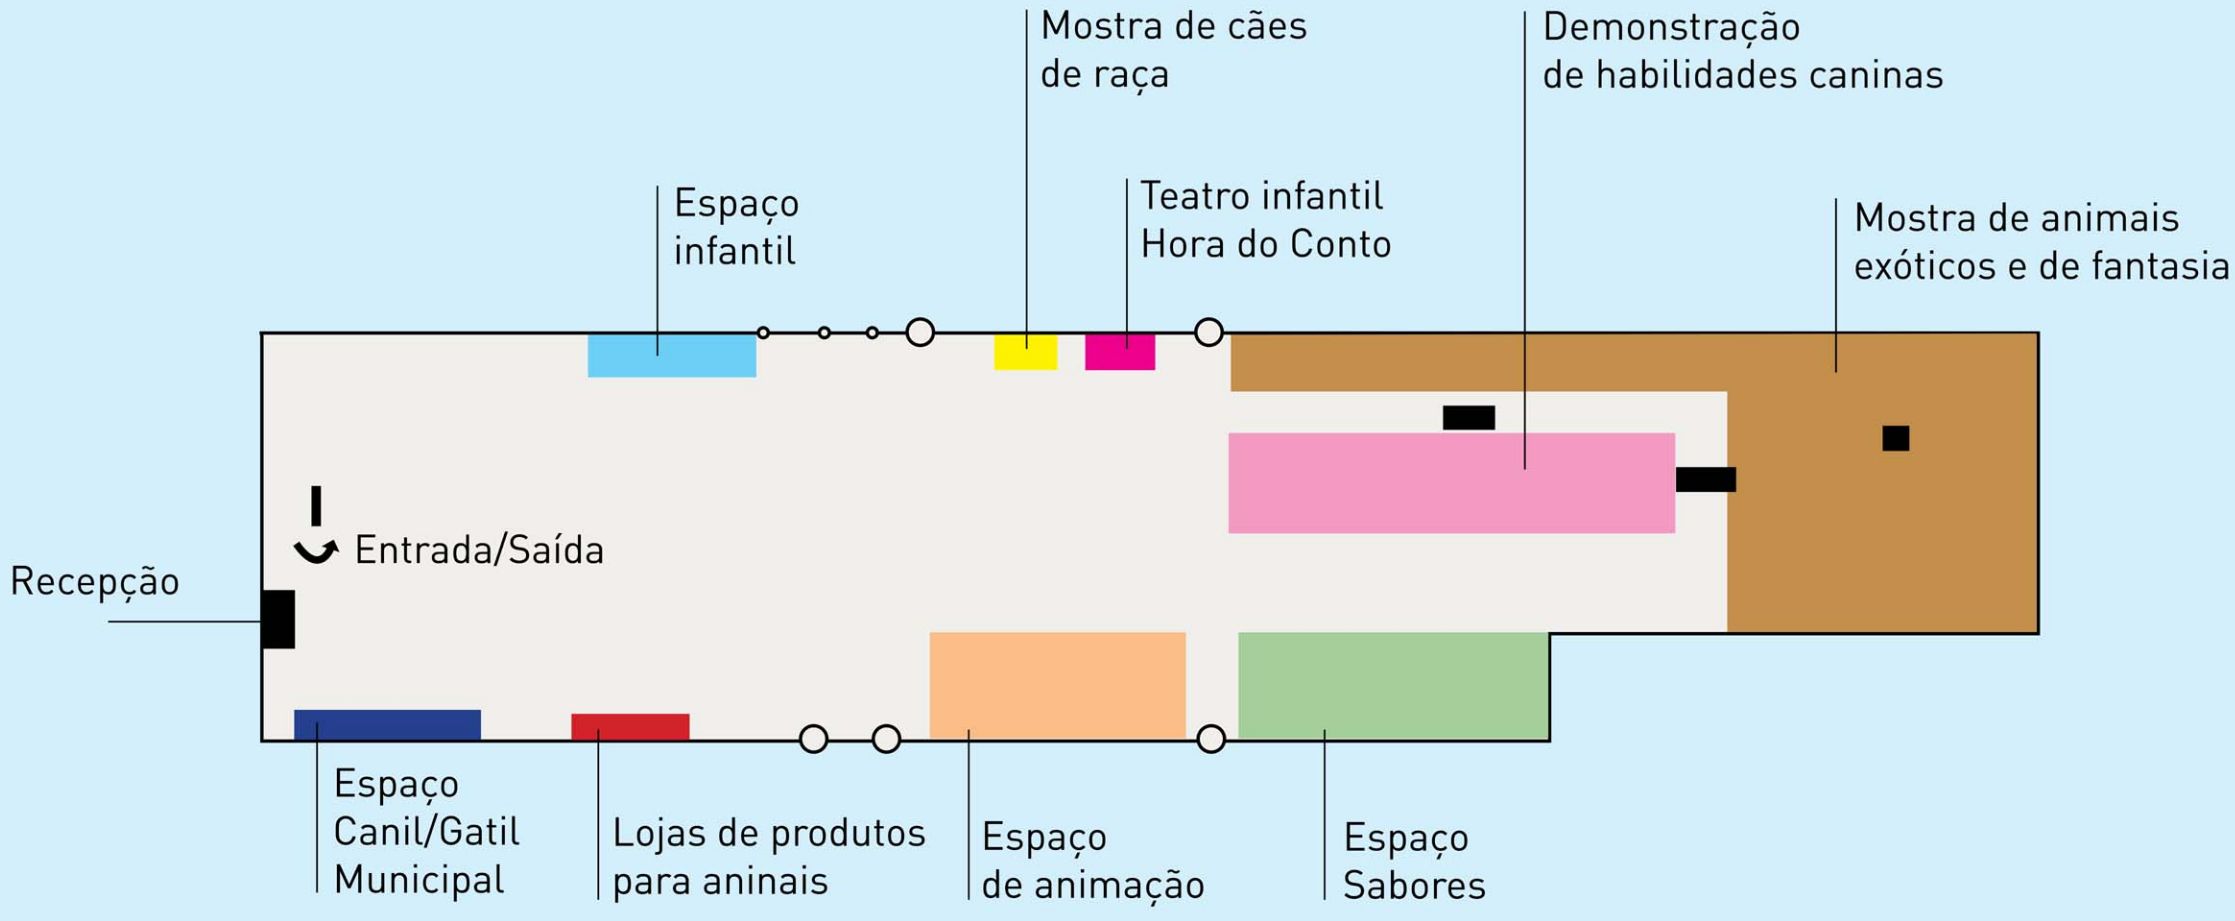 Mostra de cães
de raça
Demonstração
de habilidades caninas
Espaço
infantil
Teatro infantil
Hora do Conto
Mostra de animais
exóticos e de fantasia
Entrada/Saída
Recepção
Espaço
Canil/Gatil
Municipal
Lojas de produtos
para aninais
Espaço
de animação
Espaço
Sabores